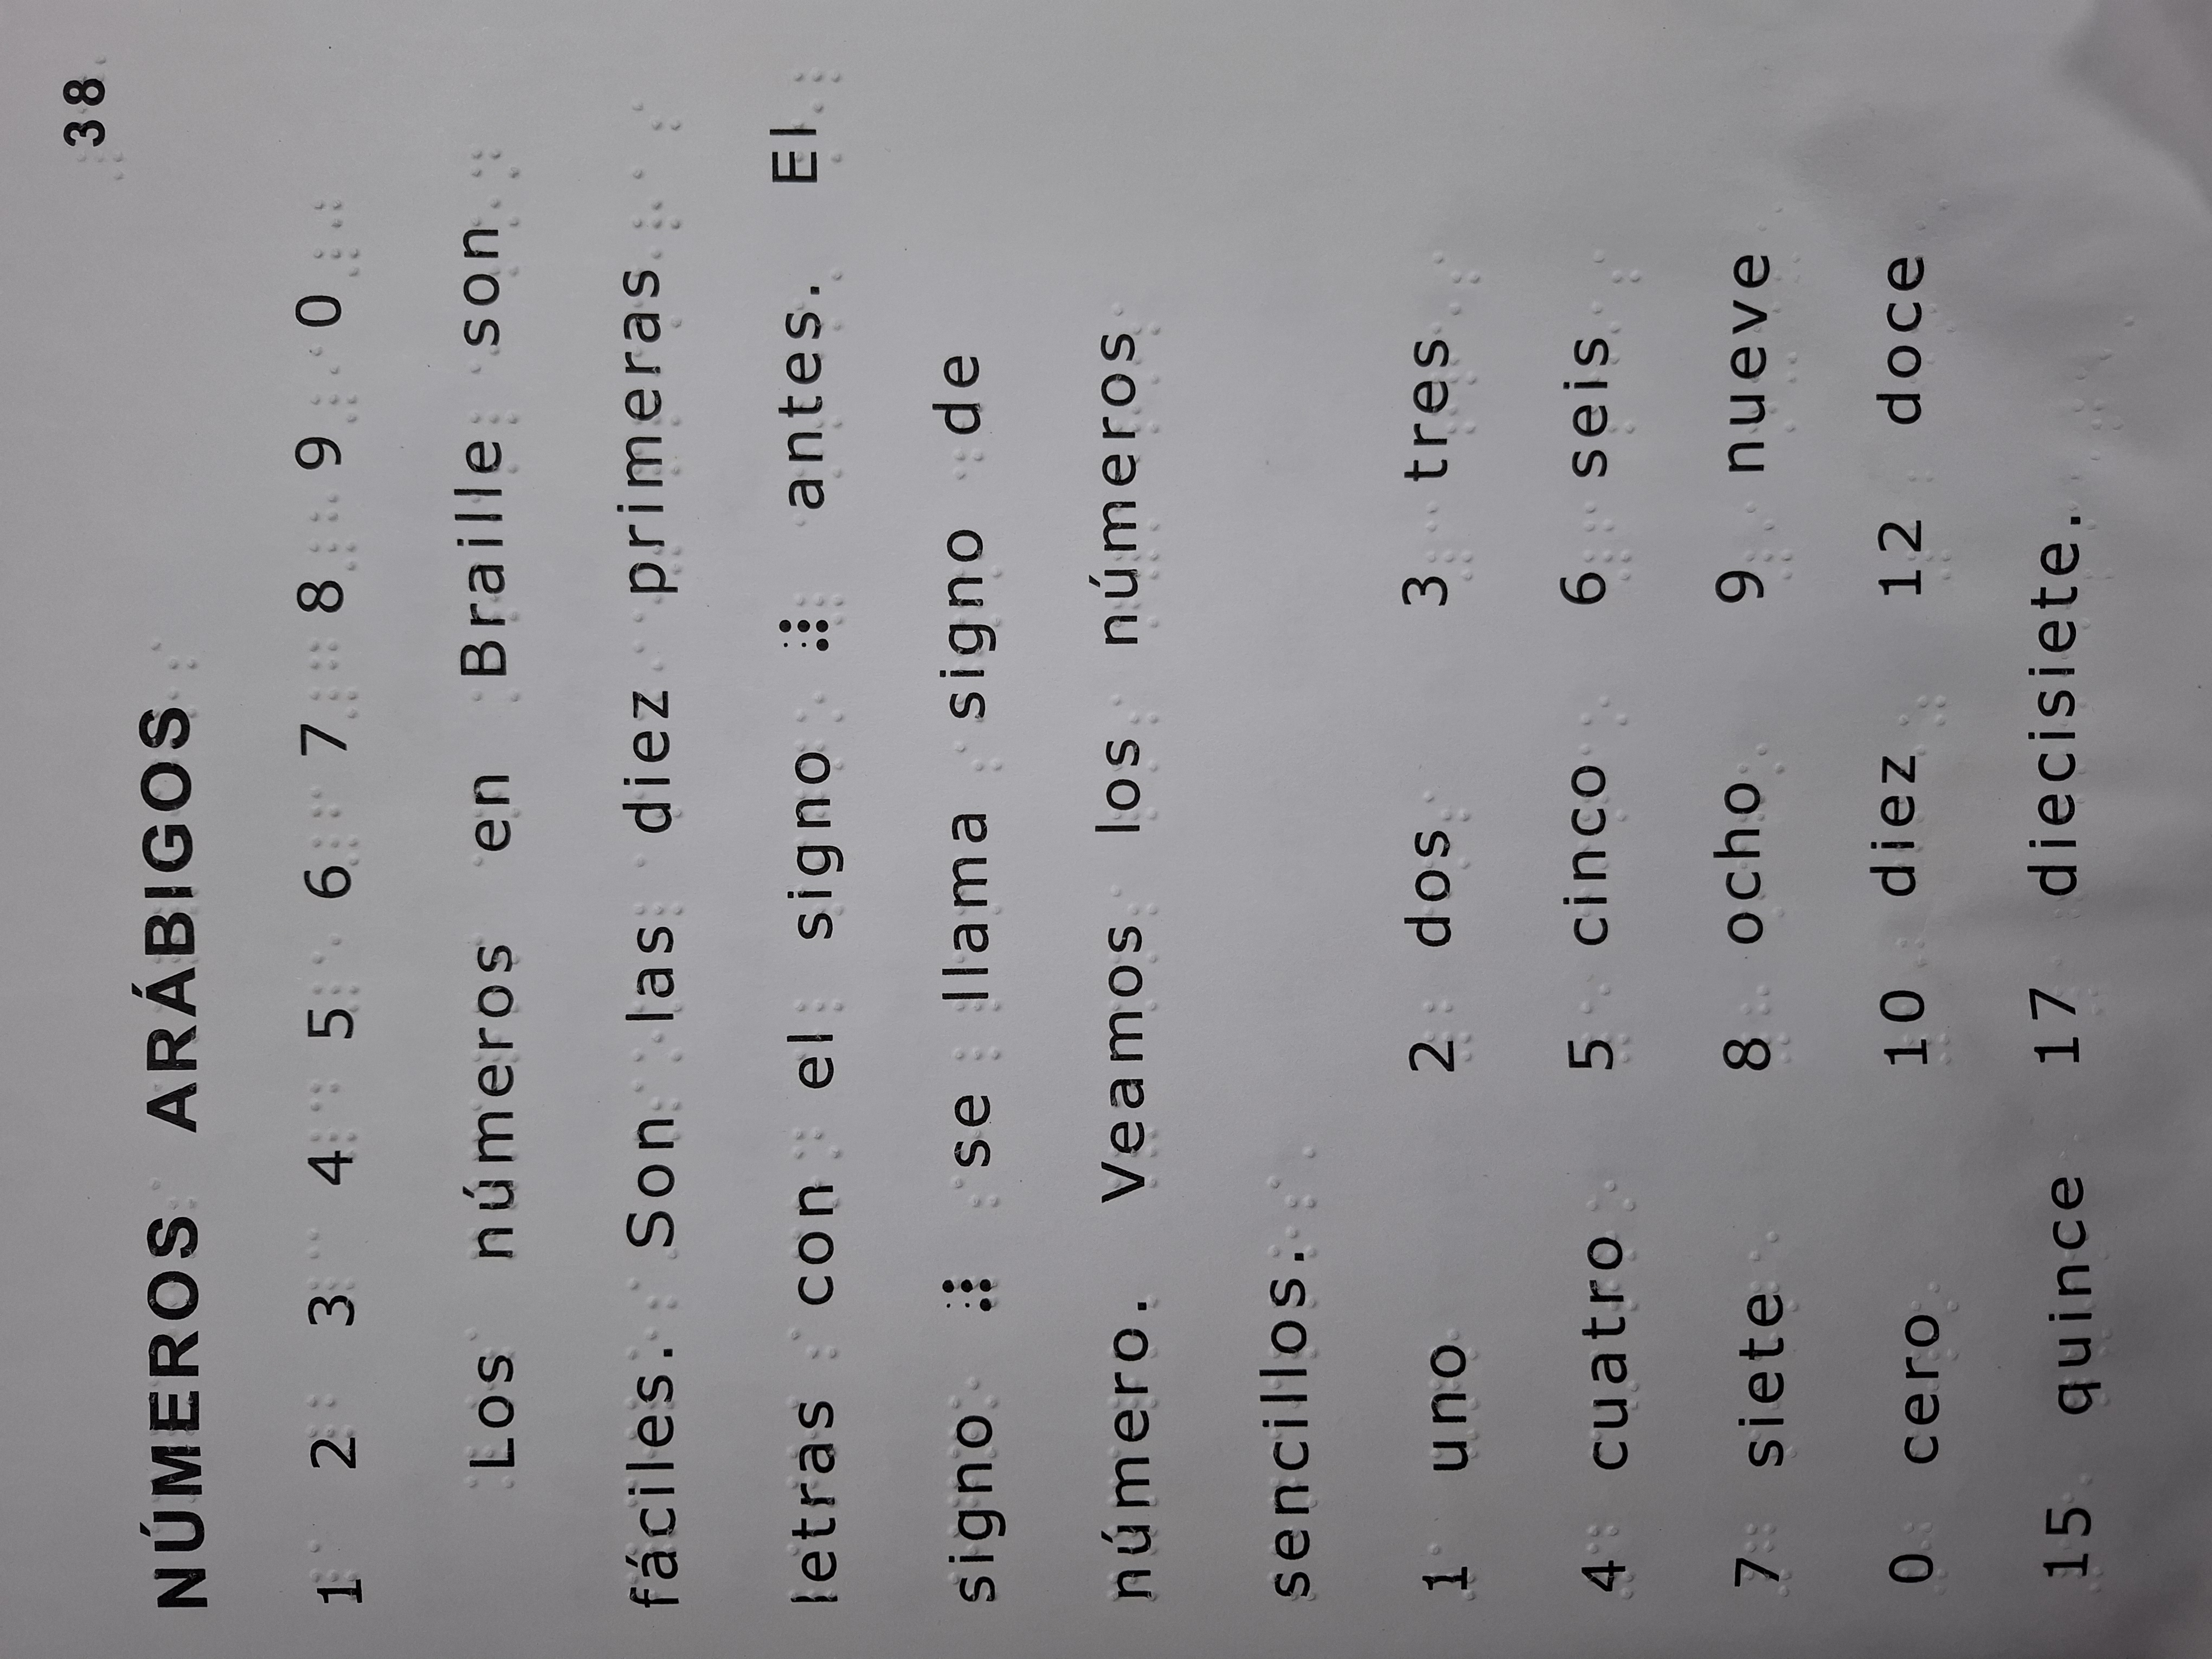 38
NÚMEROS ARÁBIGOS
1 2 3 4 5 6 7 8 9 0
Los números en Braille son
fáciles. Son las diez primeras
letras con el signo ⠼ antes. El
signo ⠼ se llama signo de
número. Veamos los números
sencillos.
1 uno 2 dos 3 tres
4 cuatro 5 cinco 6 seis
7 siete 8 ocho 9 nueve
0 cero 10 diez 12 doce
15 quince 17 diecisiete.